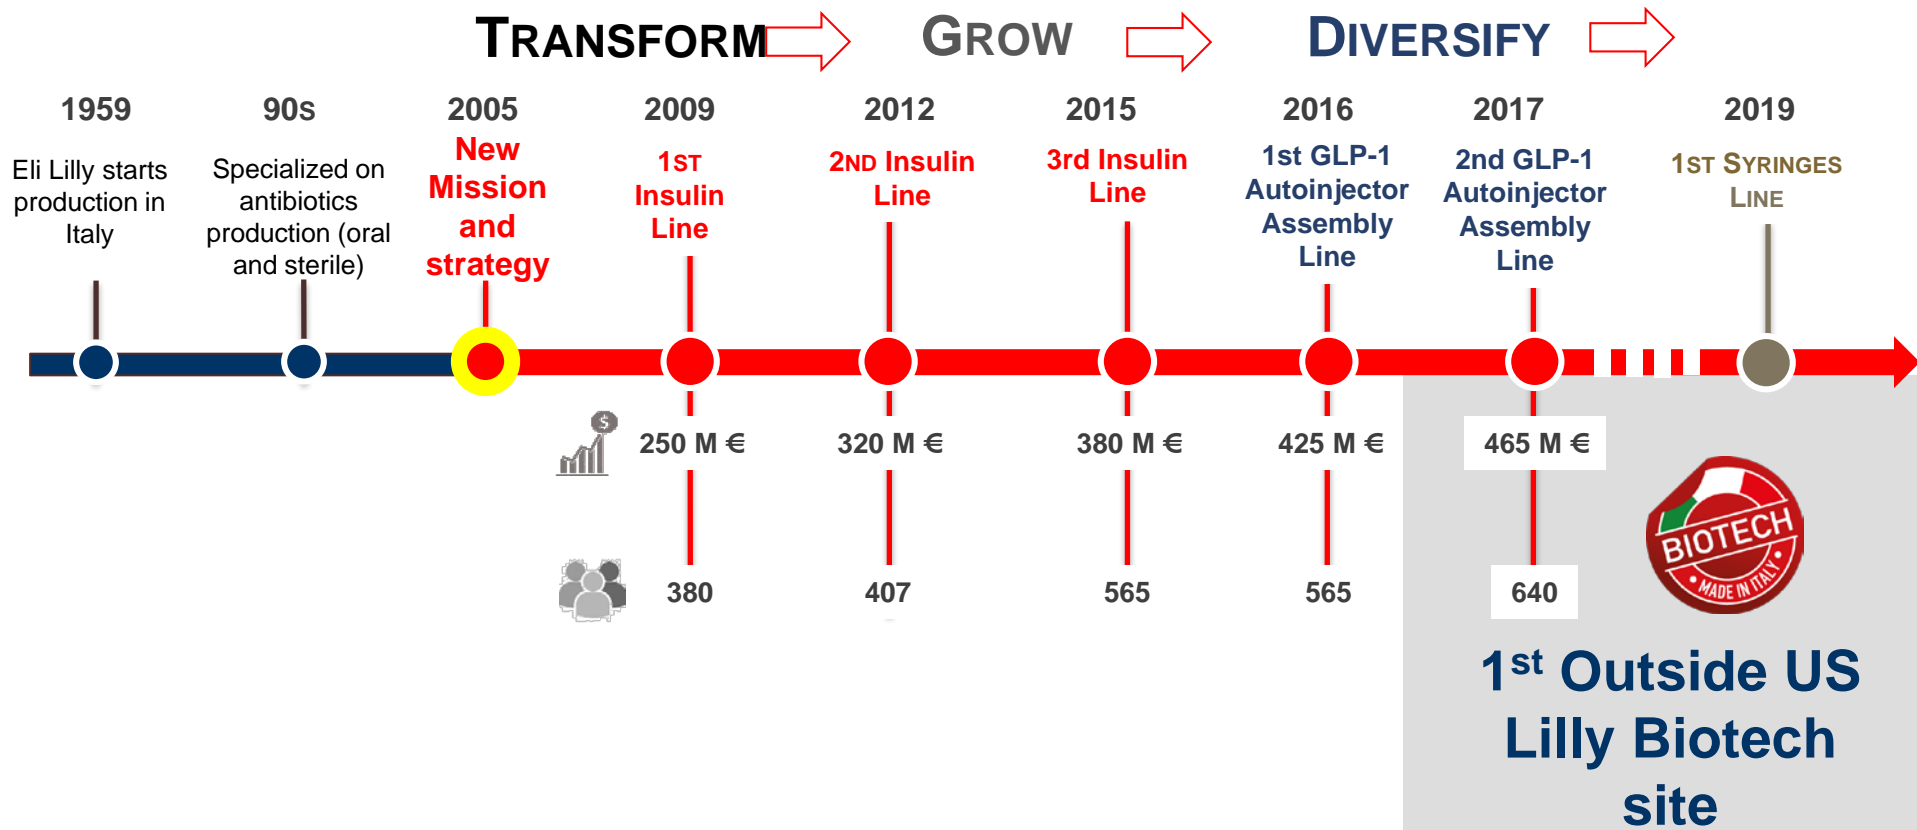 TRANSFORM
GROW
DIVERSIFY
1959
Eli Lilly starts
production in
Italy
90S
Specialized on
antibiotics
production (oral
and sterile)
2005
New
Mission
and
strategy
2009
1ST
Insulin
Line
2012
2ND Insulin
Line
2015
3rd Insulin
Line
2016
1st GLP-1
Autoinjector
Assembly
Line
2017
2nd GLP-1
Autoinjector
Assembly
Line
2019
1ST SYRINGES
LINE
$
250 M €
320 M €
380 M €
425 M €
465 M €
380
407
565
565
640
BIOTECH
• MADE IN ITALY •
1st Outside US
Lilly Biotech
site